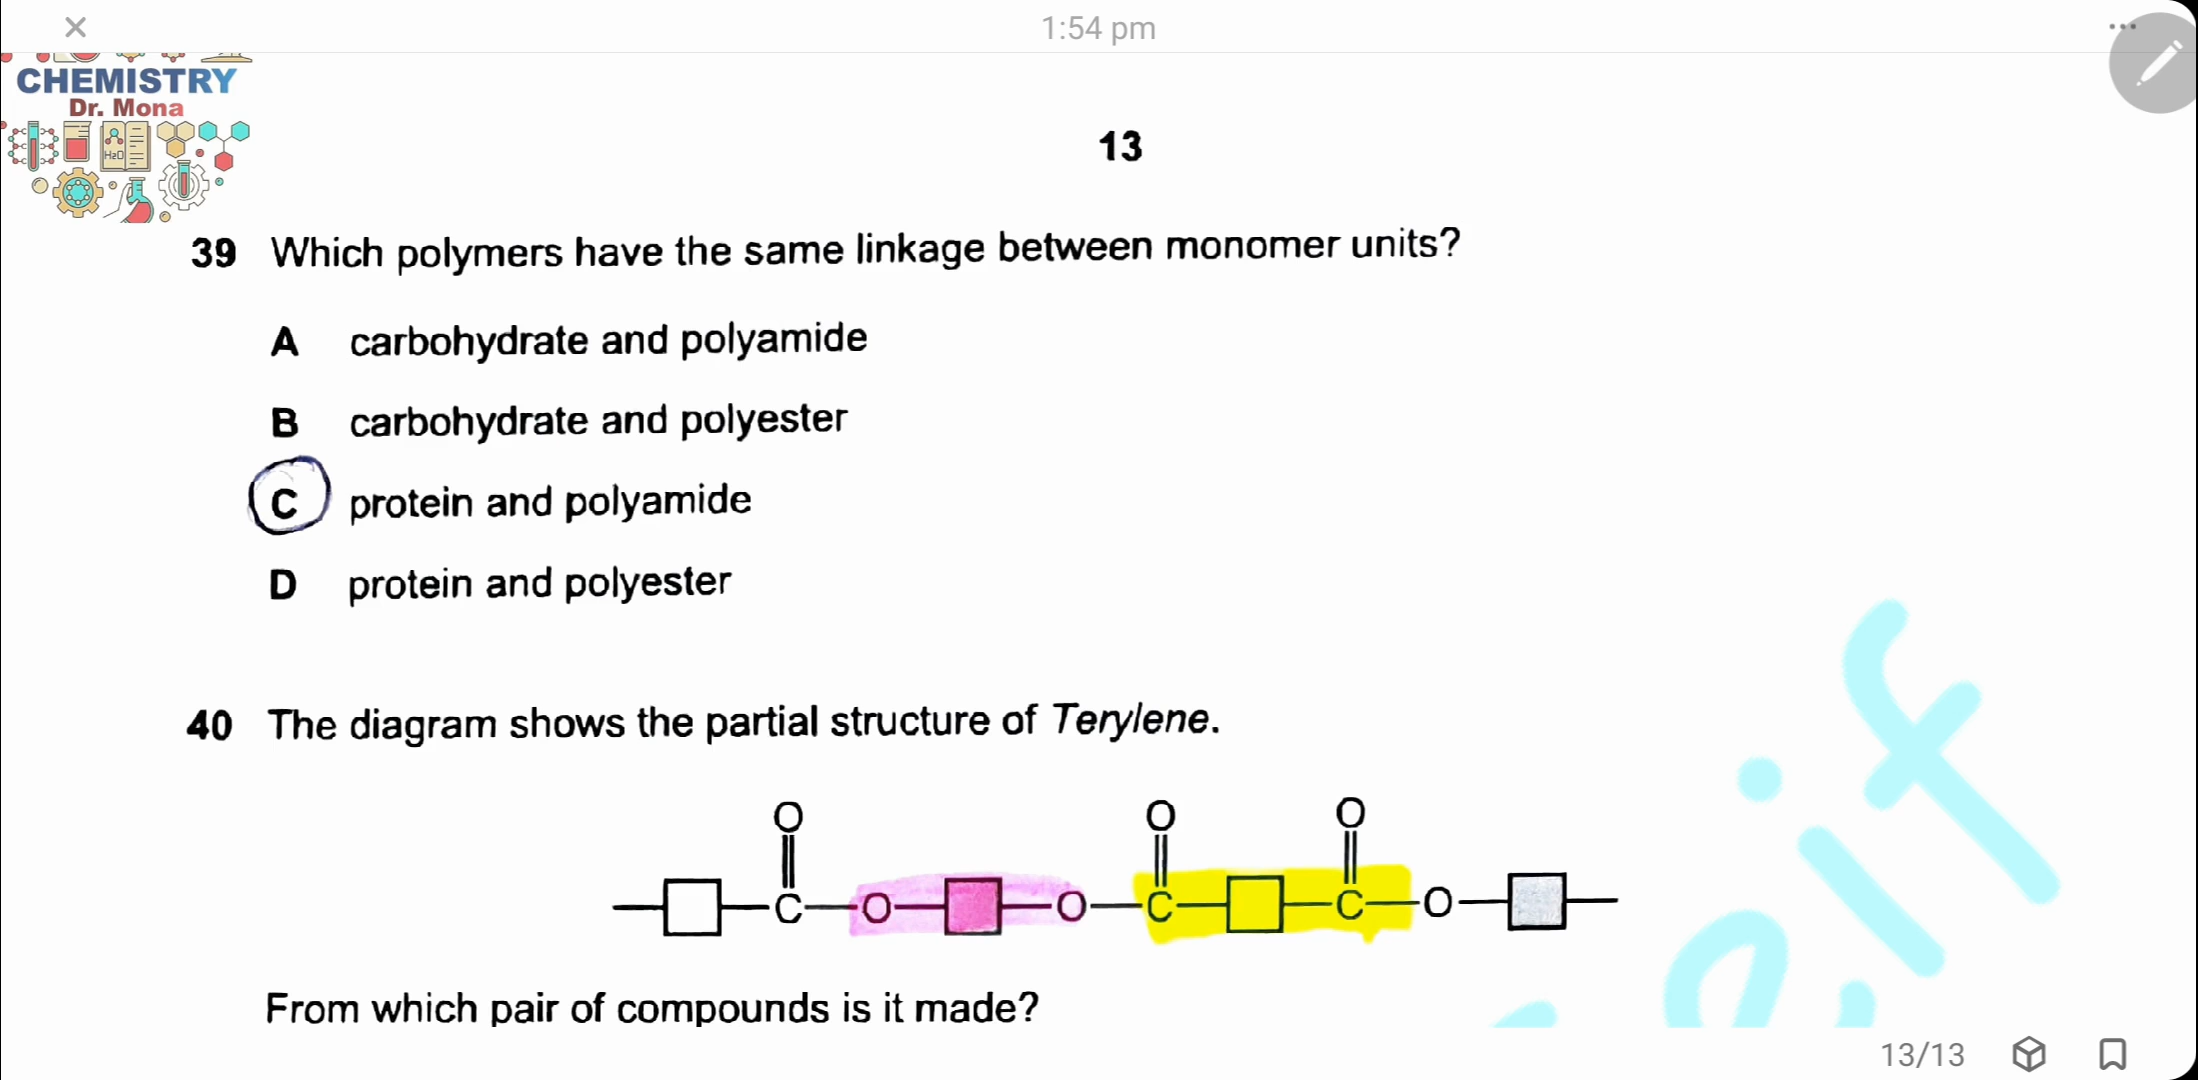 1:54 pm
CHEMISTRY
Dr. Mona
H₂O
13
39 Which polymers have the same linkage between monomer units?
A carbohydrate and polyamide
B carbohydrate and polyester
C protein and polyamide
D protein and polyester
40 The diagram shows the partial structure of Terylene.
O O O
C O O C C O
From which pair of compounds is it made?
13/13